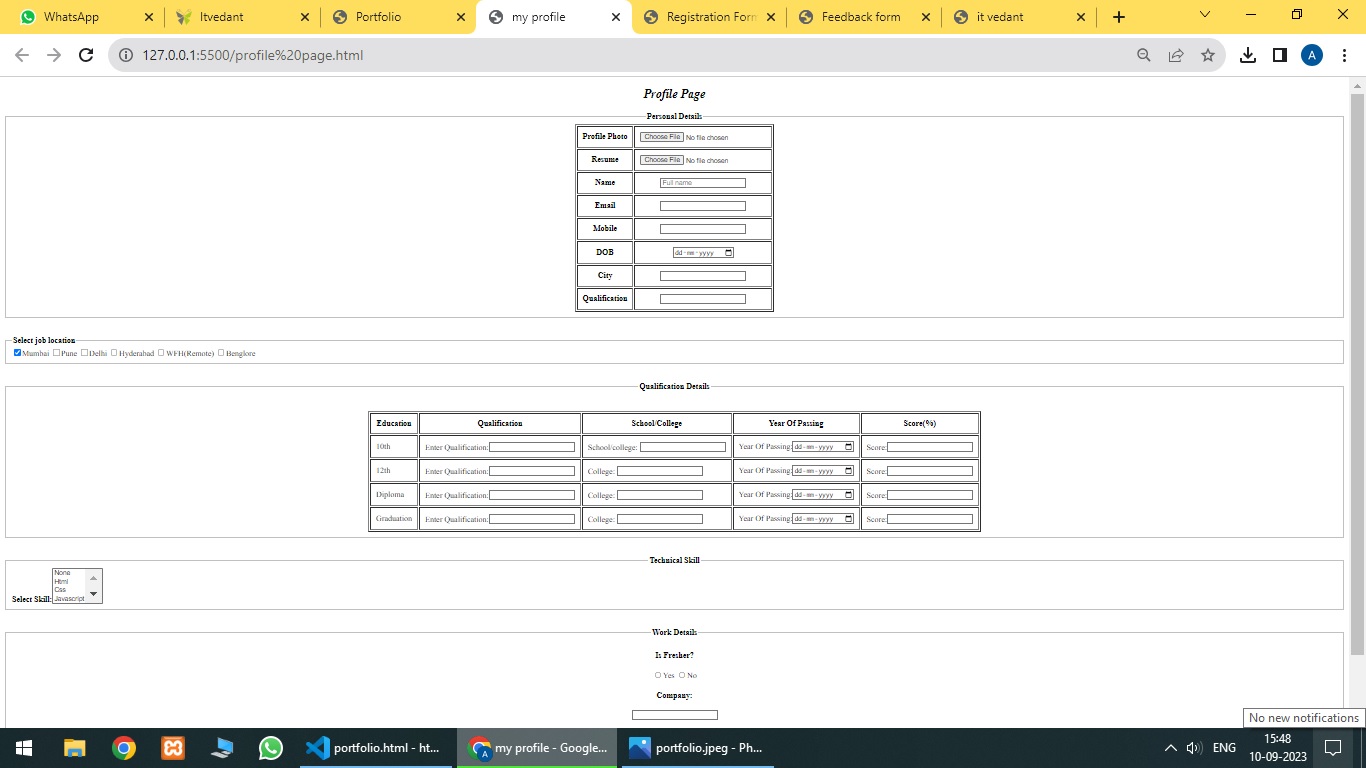 WhatsApp Itvedant Portfolio my profile Registration Form Feedback form it vedant
127.0.0.1:5500/profile%20page.html A
Profile Page
Personal Details
Profile Photo Choose File No file chosen
Resume Choose File No file chosen
Name Full name
Email
Mobile
DOB dd-mm-yyyy
City
Qualification
Select job location
Mumbai Pune Delhi Hyderabad WFH(Remote) Benglore
Qualification Details
Education Qualification School/College Year Of Passing Score(%)
10th Enter Qualification: School/college: Year Of Passing: dd-mm-yyyy Score:
12th Enter Qualification: College: Year Of Passing: dd-mm-yyyy Score:
Diploma Enter Qualification: College: Year Of Passing: dd-mm-yyyy Score:
Graduation Enter Qualification: College: Year Of Passing: dd-mm-yyyy Score:
Technical Skill
None
Html
Css
Select Skill: Javascript
Work Details
Is Fresher?
Yes No
Company:
No new notifications
portfolio.html - ht... A my profile - Google... portfolio.jpeg - Ph... ENG 15:48
10-09-2023